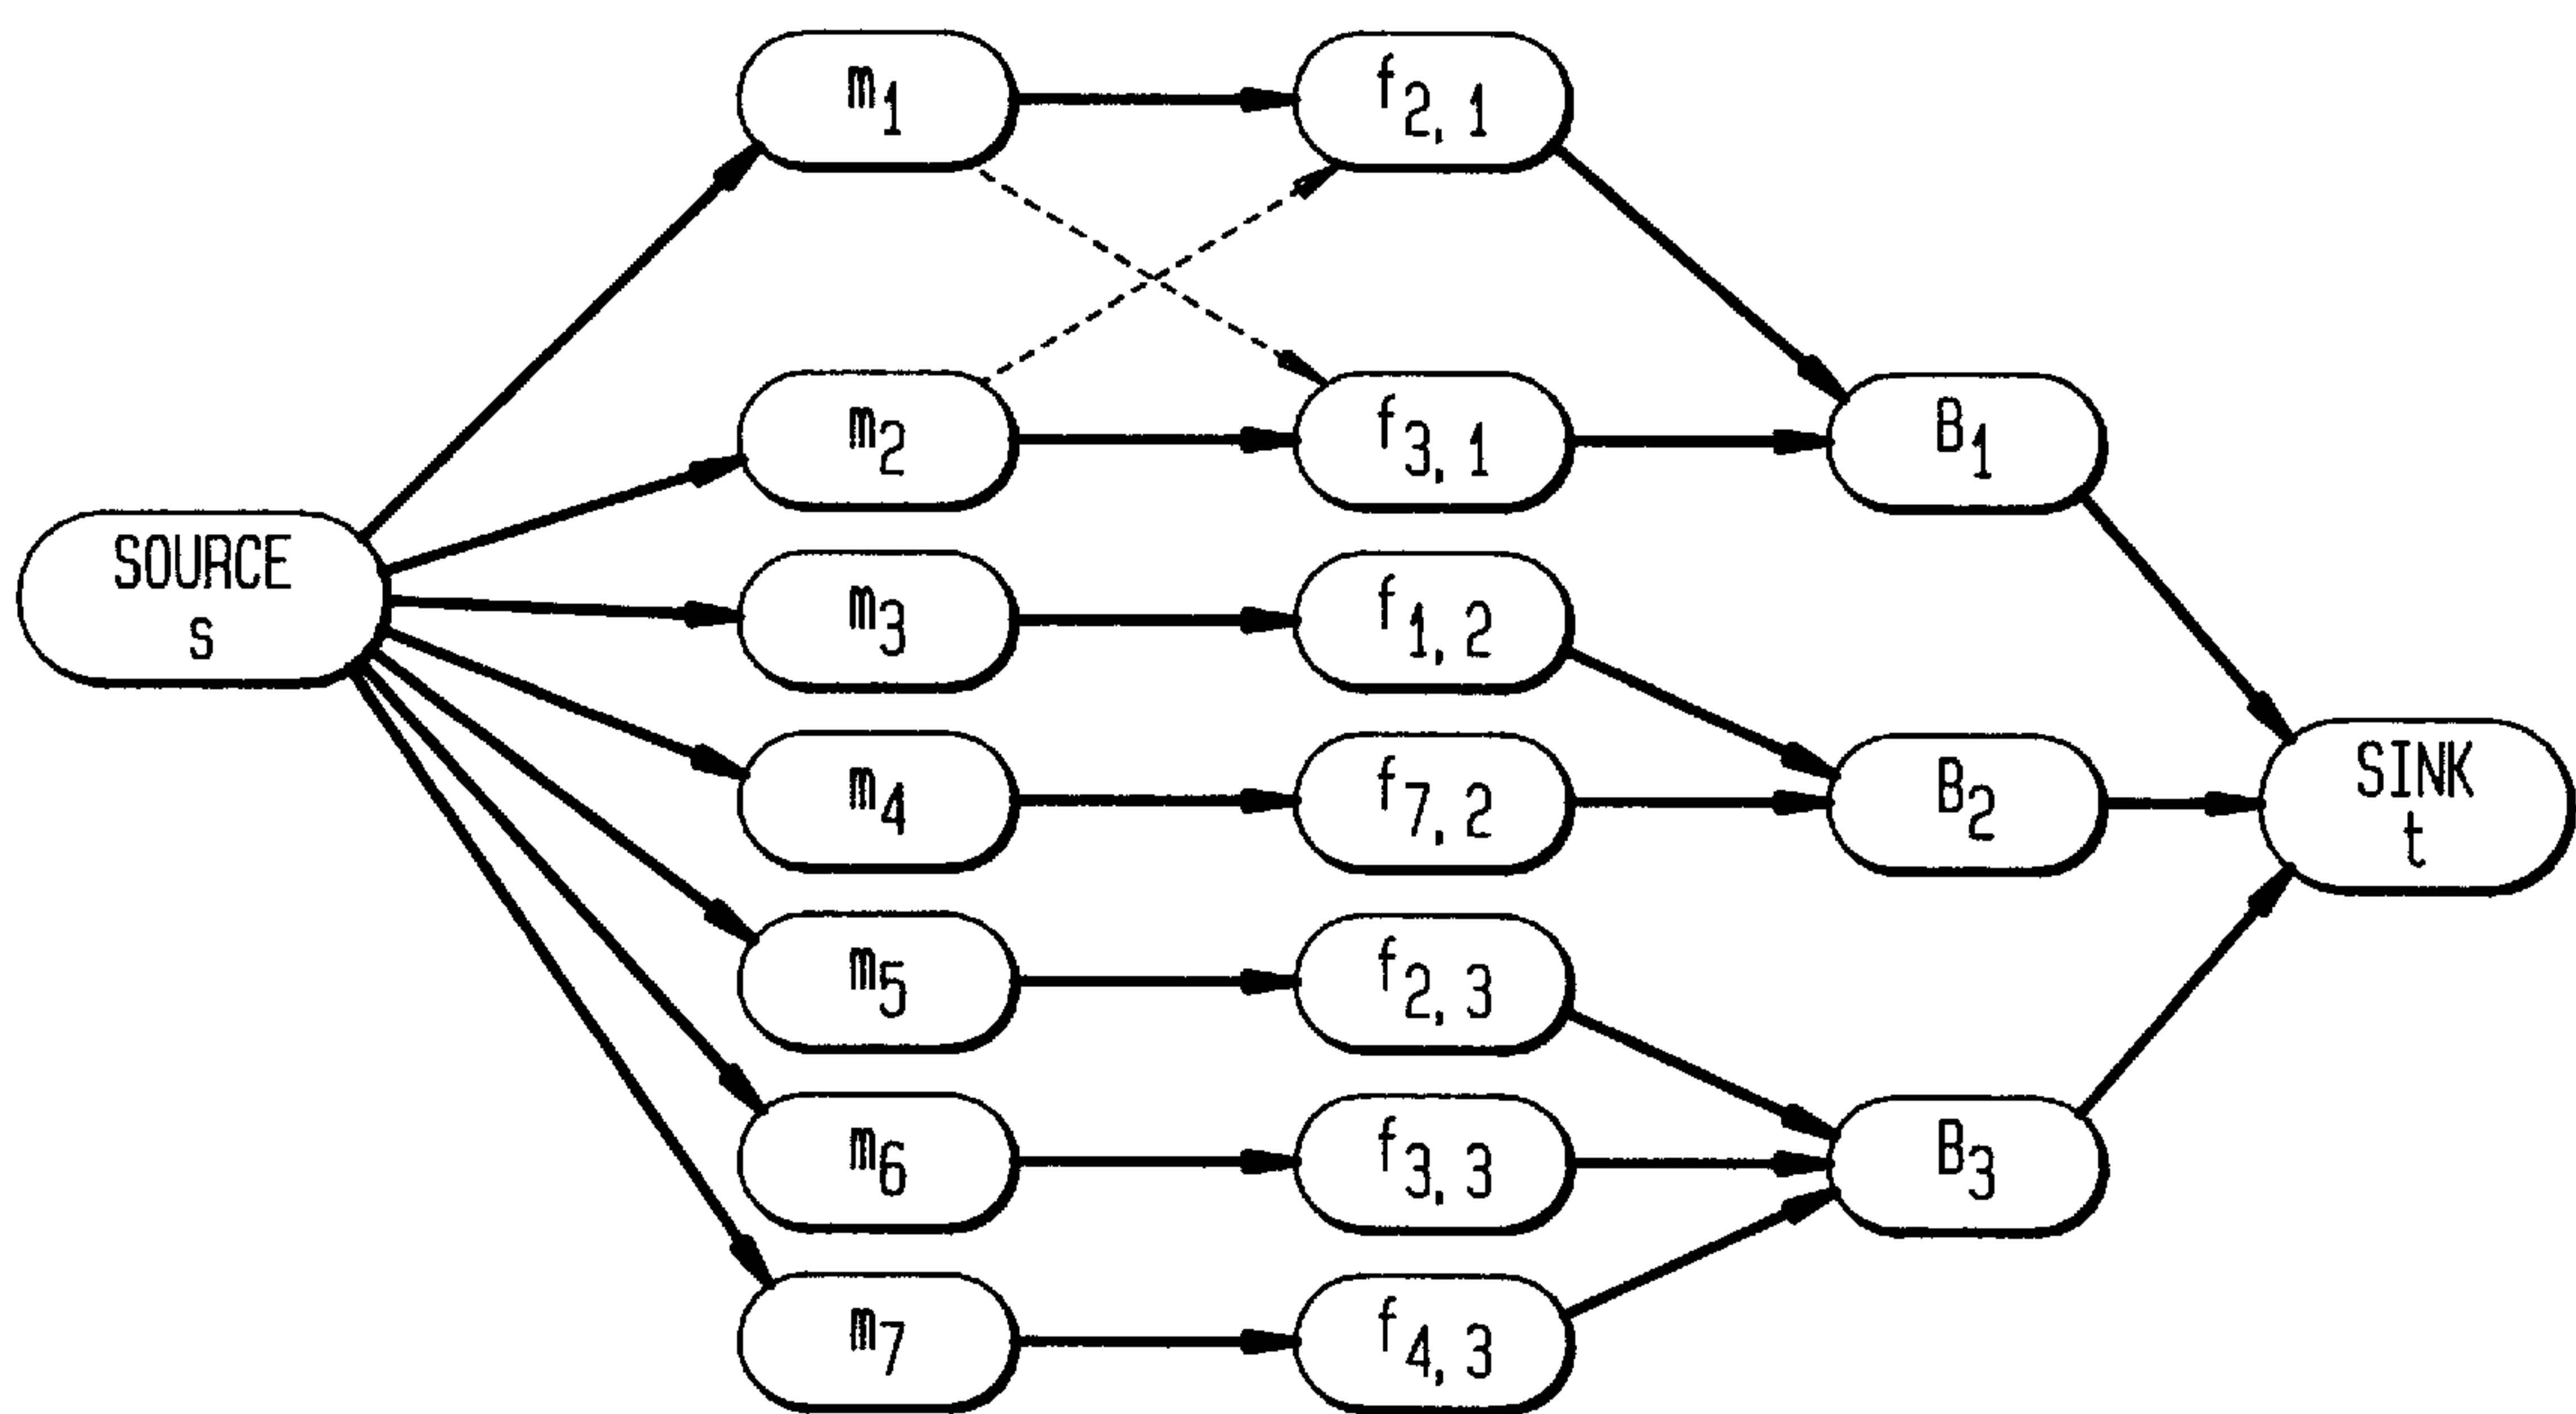 m1
f2, 1
m2
f3, 1
B1
SOURCE
s
m3
f1, 2
m4
f7, 2
B2
SINK
t
m5
f2, 3
m6
f3, 3
B3
m7
f4, 3